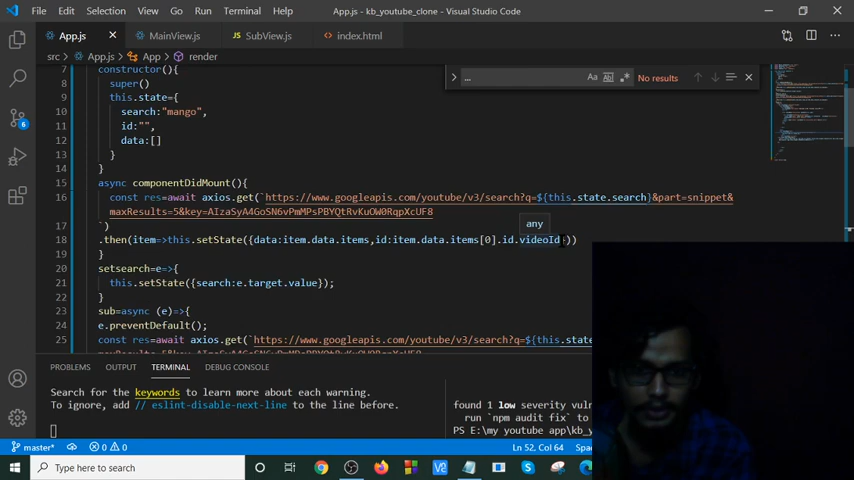 File Edit Selection View Go Run Terminal Help App.js - kb_youtube_clone - Visual Studio Code
App.js MainView.js SubView.js index.html
src > App.js > App > render
... Aa ab .* No results
7 constructor(){
8 super()
9 this.state={
10 search:"mango",
11 id:"",
12 data:[]
13 }
14 }
15 async componentDidMount(){
16 const res=await axios.get(`https://www.googleapis.com/youtube/v3/search?q=${this.state.search}&part=snippet&
maxResults=5&key=AIzaSyA4GoSN6vPmMPsPBYQtRvKuOW0RqpXcUF8
any
17 `)
18 .then(item=>this.setState({data:item.data.items,id:item.data.items[0].id.videoId}))
19 }
20 setsearch=e=>{
21 this.setState({search:e.target.value});
22 }
23 sub=async (e)=>{
24 e.preventDefault();
25 const res=await axios.get(`https://www.googleapis.com/youtube/v3/search?q=${this.state
PROBLEMS OUTPUT TERMINAL DEBUG CONSOLE
Search for the keywords to learn more about each warning.
To ignore, add // eslint-disable-next-line to the line before.
found 1 low severity vuln
run `npm audit fix` to
PS E:\my youtube app\kb_y
6
master* 0 0 Ln 52, Col 64
Type here to search